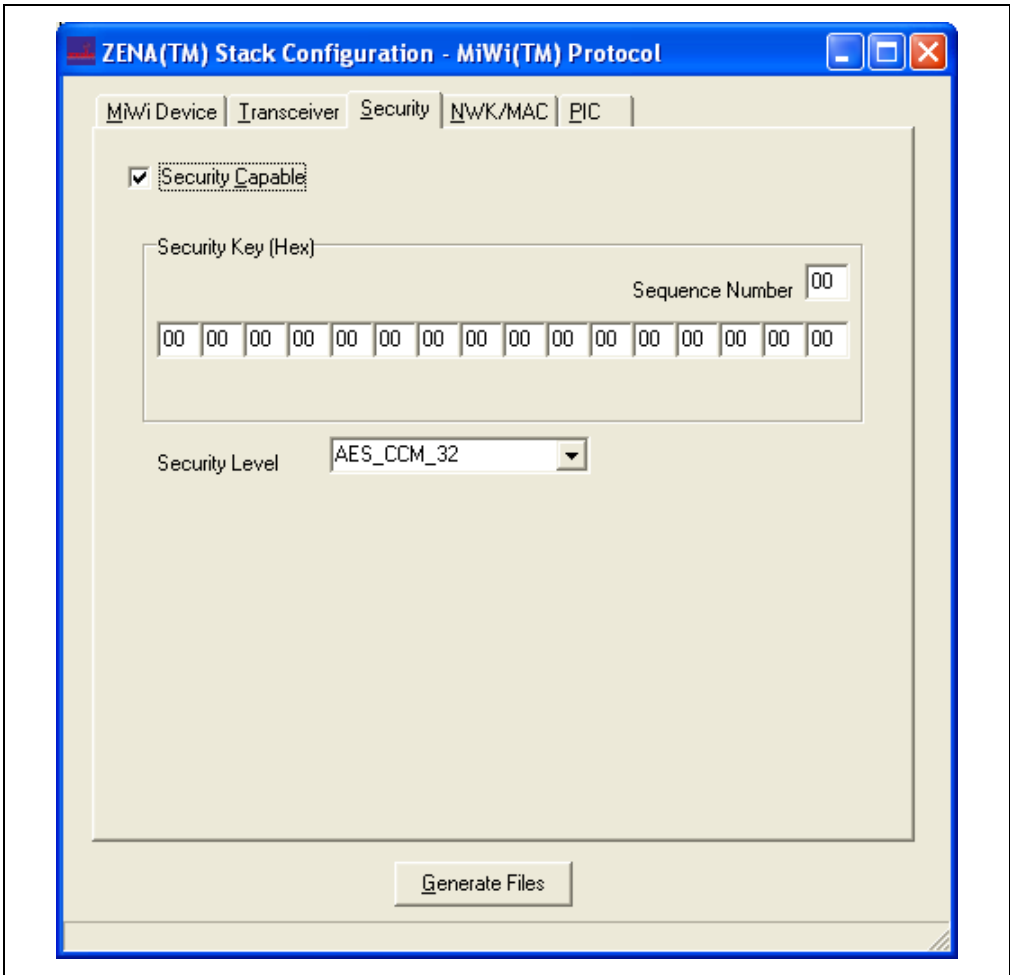 ZENA(TM) Stack Configuration - MiWi(TM) Protocol
MiWi Device Transceiver Security NWK/MAC PIC
Security Capable
Security Key (Hex)
Sequence Number 00
00 00 00 00 00 00 00 00 00 00 00 00 00 00 00 00
Security Level AES_CCM_32
Generate Files